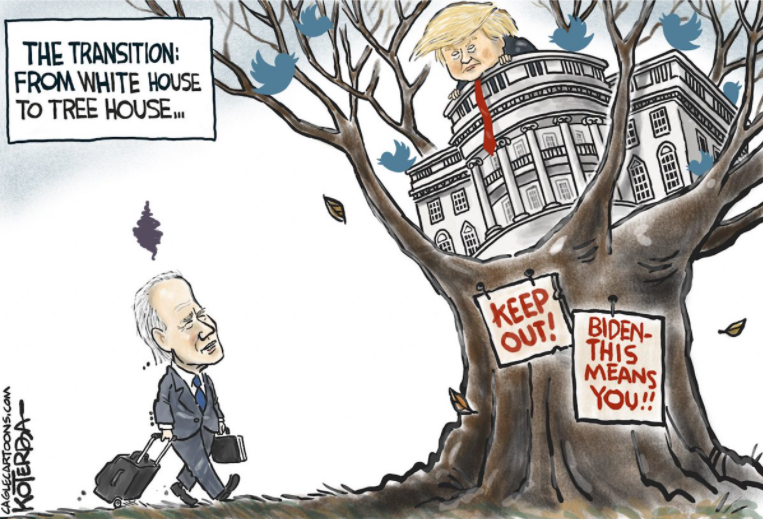 THE TRANSITION:
FROM WHITE HOUSE
TO TREE HOUSE...
KEEP
OUT!
BIDEN-
THIS
MEANS
YOU!!
CAGLECARTOONS.COM
KOTERBA